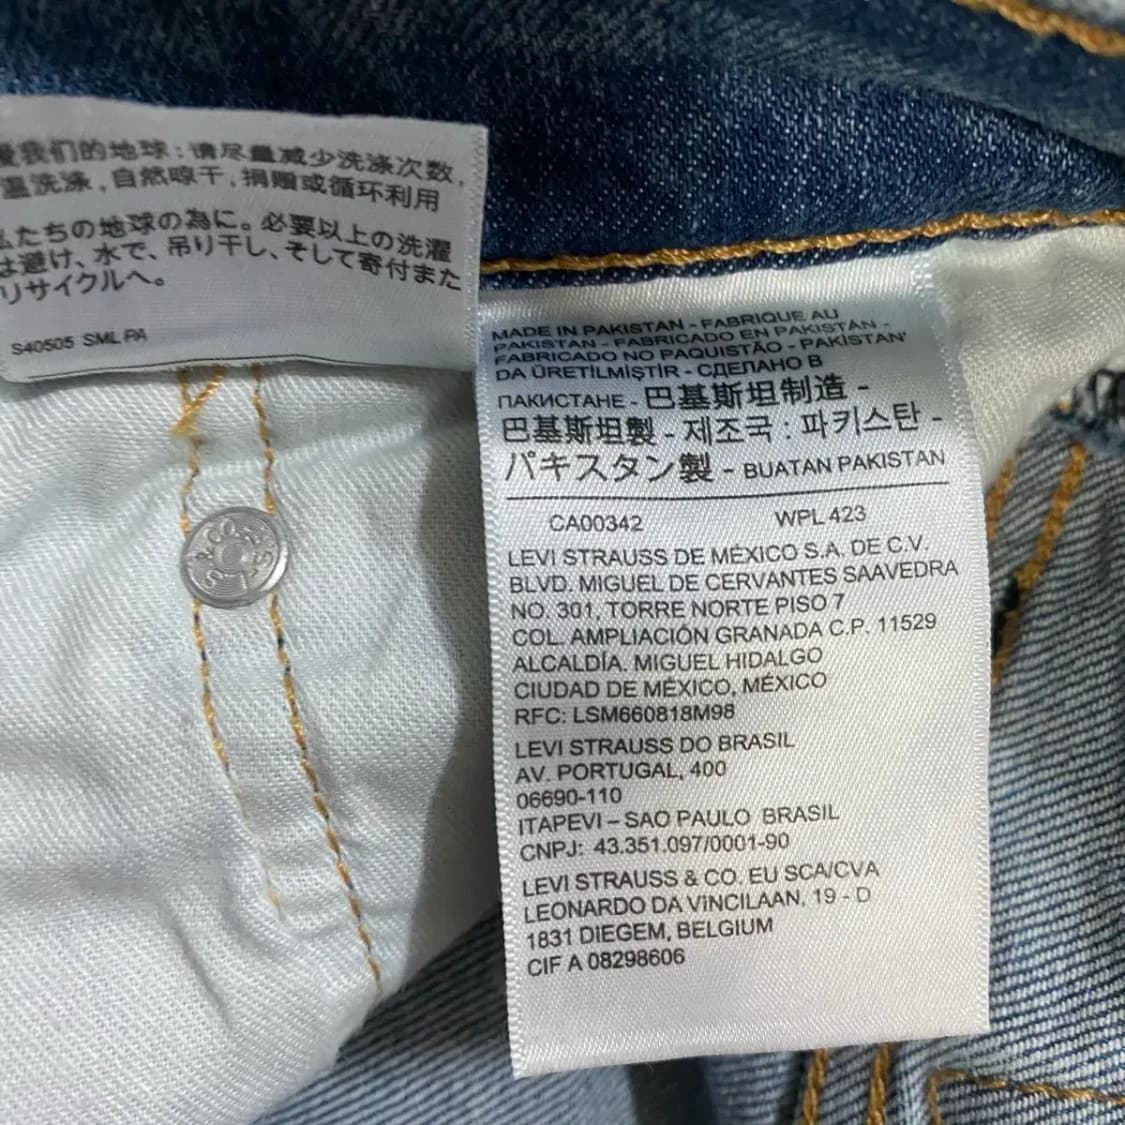 我们的地球:请尽量减少洗涤次数,
温洗涤,自然晾干,捐赠或循环利用
私たちの地球の為に。必要以上の洗濯
は避け、水で、吊り干し、そして寄付また
リサイクルへ。
S40505 SML PA
MADE IN PAKISTAN - FABRIQUE AU
PAKISTAN - FABRICADO EN PAKISTÁN -
FABRICADO NO PAQUISTÃO - PAKİSTAN'
DA ÜRETİLMİŞTİR - СДЕЛАНО В
ПАКИСТАНЕ - 巴基斯坦制造 -
巴基斯坦製 - 제조국 : 파키스탄 -
パキスタン製 - BUATAN PAKISTAN
CA00342 WPL 423
LEVI STRAUSS DE MÉXICO S.A. DE C.V.
BLVD. MIGUEL DE CERVANTES SAAVEDRA
NO. 301, TORRE NORTE PISO 7
COL. AMPLIACIÓN GRANADA C.P. 11529
ALCALDÍA. MIGUEL HIDALGO
CIUDAD DE MÉXICO, MÉXICO
RFC: LSM660818M98
LEVI STRAUSS DO BRASIL
AV. PORTUGAL, 400
06690-110
ITAPEVI – SAO PAULO BRASIL
CNPJ: 43.351.097/0001-90
LEVI STRAUSS & CO. EU SCA/CVA
LEONARDO DA VINCILAAN, 19 - D
1831 DIEGEM, BELGIUM
CIF A 08298606